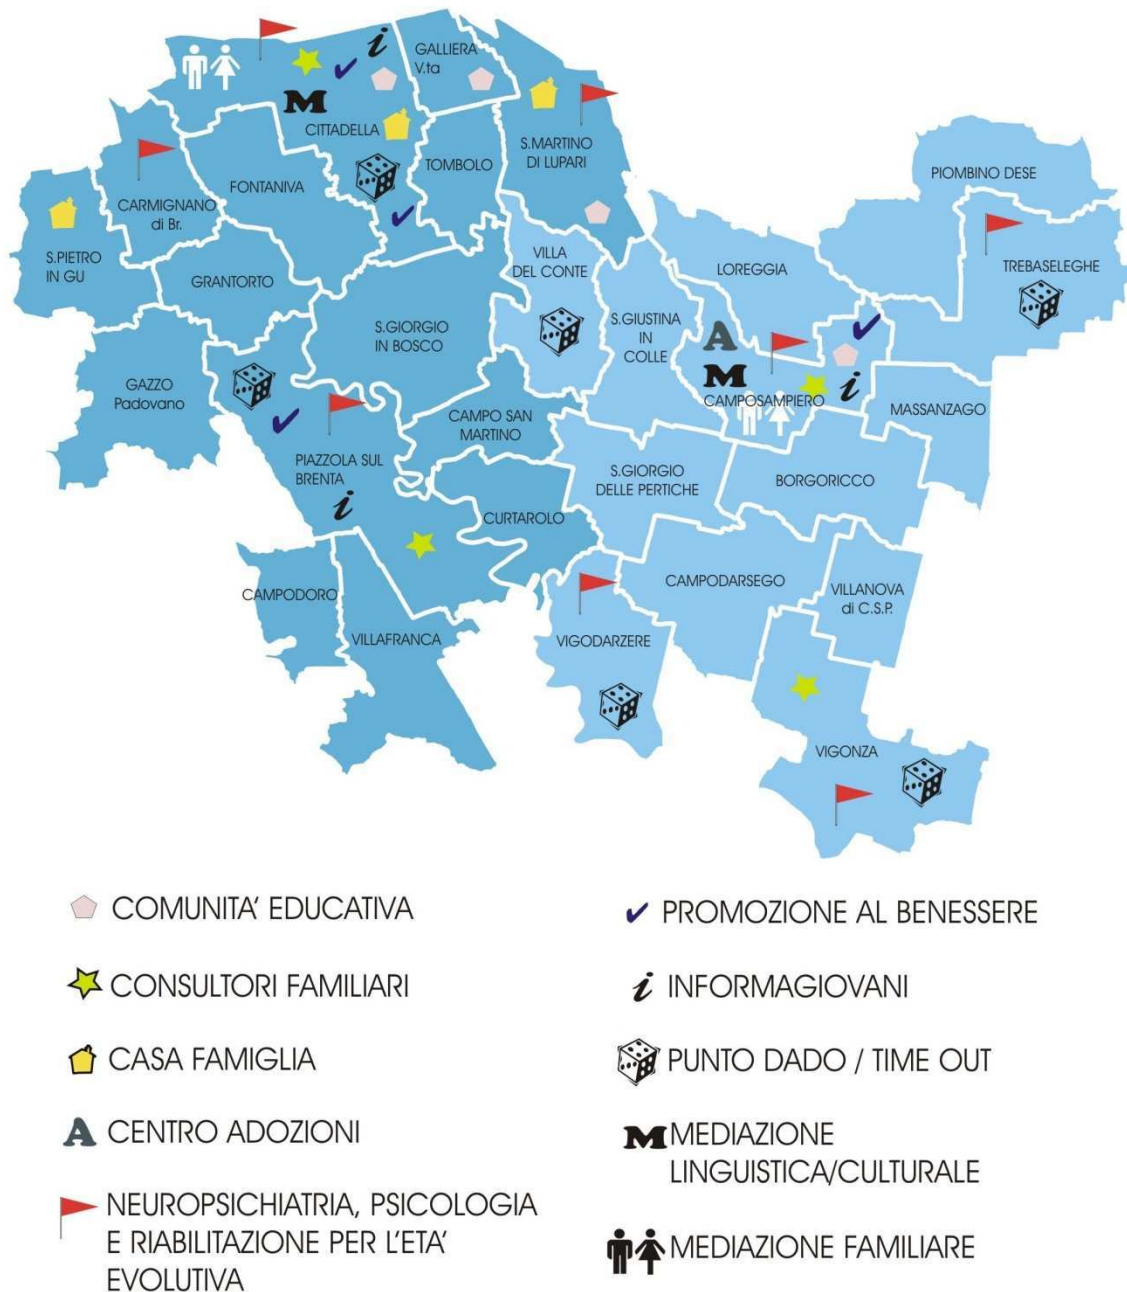 GALLIERA
V.ta
i
M
CITTADELLA
TOMBOLO
S.MARTINO
DI LUPARI
PIOMBINO DESE
FONTANIVA
CARMIGNANO
di Br.
S.PIETRO
IN GU
GRANTORTO
VILLA
DEL CONTE
LOREGGIA
TREBASELEGHE
S.GIORGIO
IN BOSCO
S.GIUSTINA
IN
COLLE
A
M
i
CAMPOSAMPIERO
GAZZO
Padovano
CAMPO SAN
MARTINO
MASSANZAGO
PIAZZOLA SUL
BRENTA
i
S.GIORGIO
DELLE PERTICHE
BORGORICCO
CURTAROLO
CAMPODORO
CAMPODARSEGO
VILLANOVA
di C.S.P.
VILLAFRANCA
VIGODARZERE
VIGONZA
COMUNITA' EDUCATIVA
CONSULTORI FAMILIARI
CASA FAMIGLIA
A CENTRO ADOZIONI
NEUROPSICHIATRIA, PSICOLOGIA
E RIABILITAZIONE PER L'ETA'
EVOLUTIVA
PROMOZIONE AL BENESSERE
i INFORMAGIOVANI
PUNTO DADO / TIME OUT
M MEDIAZIONE
LINGUISTICA/CULTURALE
MEDIAZIONE FAMILIARE